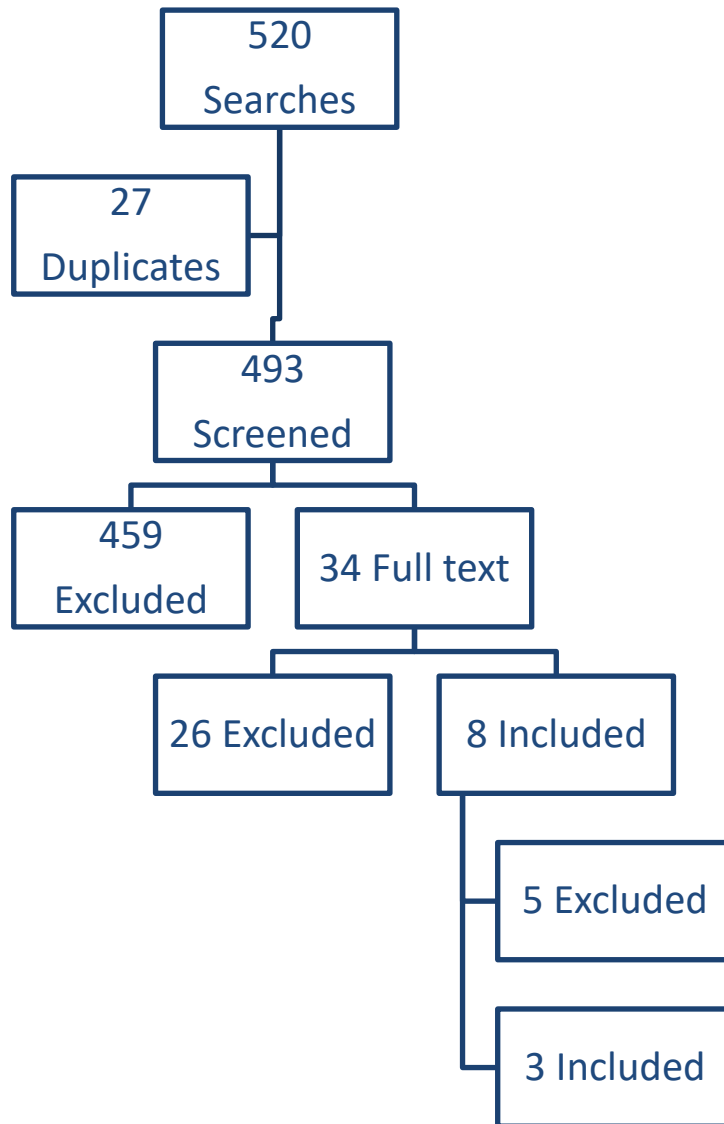 520
Searches
27
Duplicates
493
Screened
459
Excluded
34 Full text
26 Excluded
8 Included
5 Excluded
3 Included